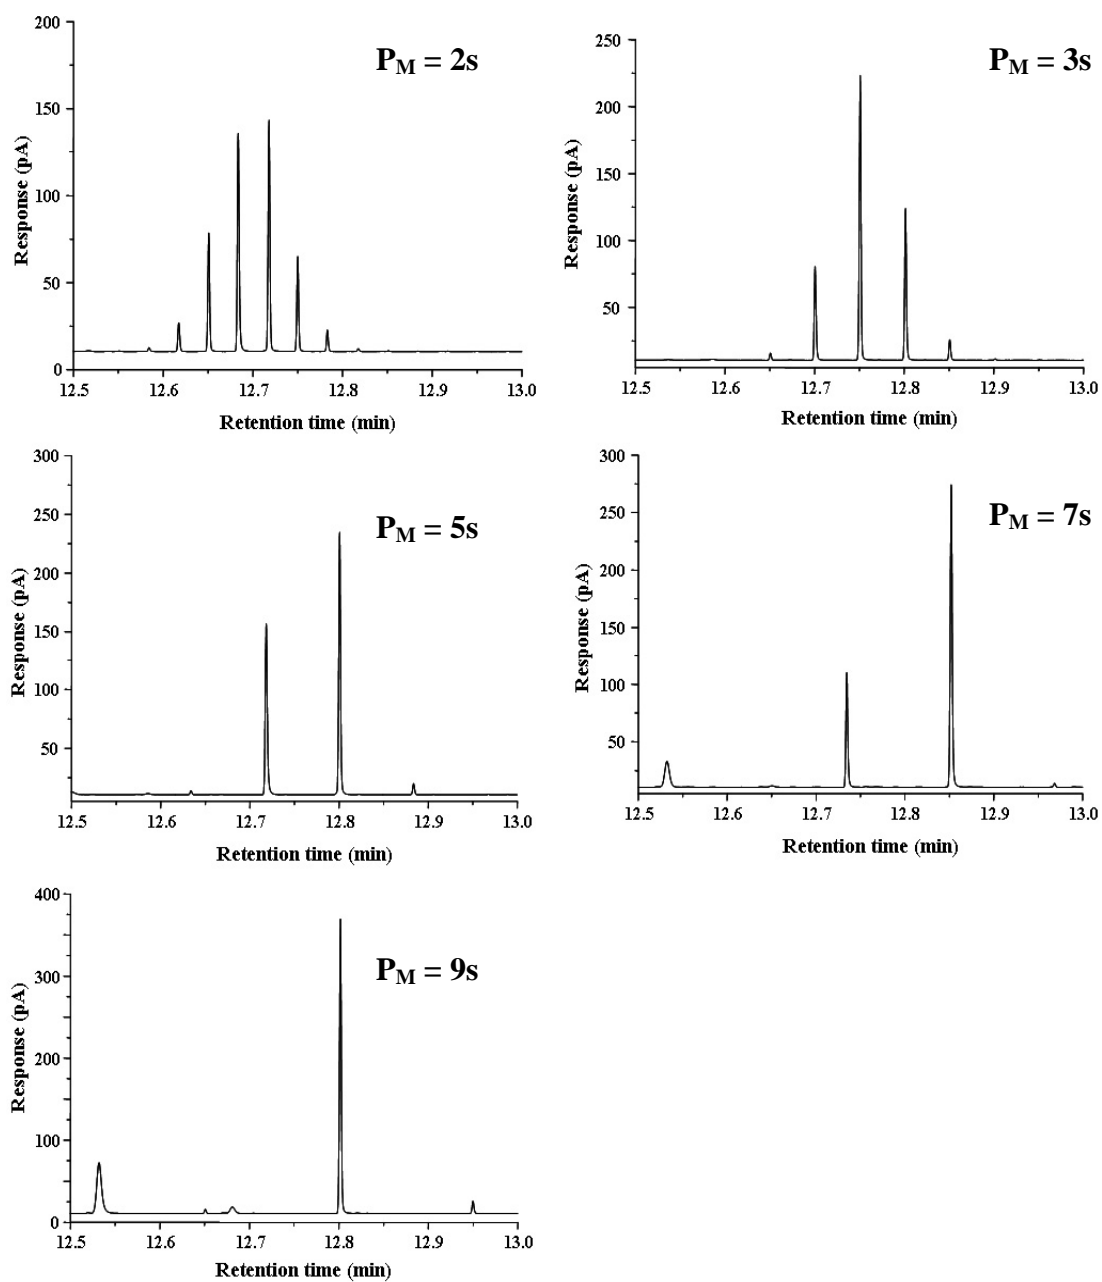 200
150
100
50
0
Response (pA)
P_M = 2s
12.5 12.6 12.7 12.8 12.9 13.0
Retention time (min)
250
200
150
100
50
Response (pA)
P_M = 3s
12.5 12.6 12.7 12.8 12.9 13.0
Retention time (min)
300
250
200
150
100
50
Response (pA)
P_M = 5s
12.5 12.6 12.7 12.8 12.9 13.0
Retention time (min)
300
250
200
150
100
50
Response (pA)
P_M = 7s
12.5 12.6 12.7 12.8 12.9 13.0
Retention time (min)
400
300
200
100
0
Response (pA)
P_M = 9s
12.5 12.6 12.7 12.8 12.9 13.0
Retention time (min)